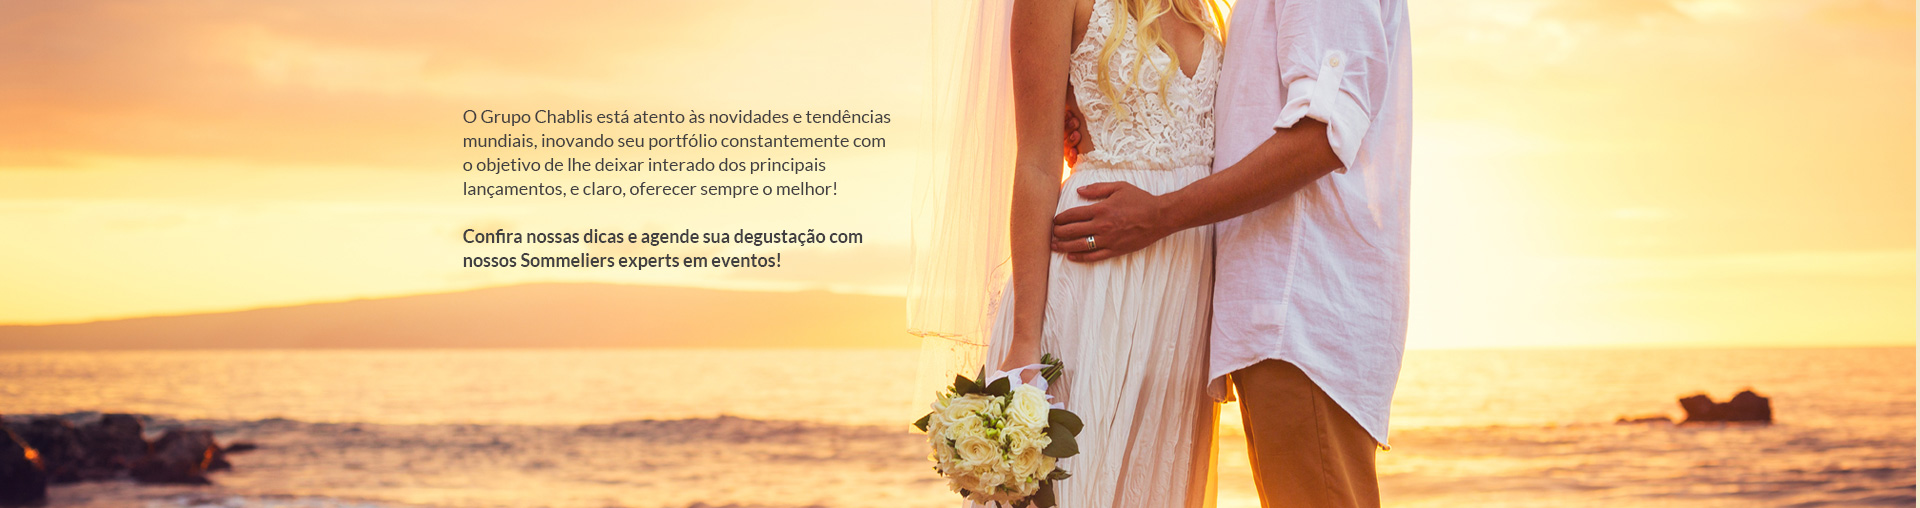 O Grupo Chablis está atento às novidades e tendências
mundiais, inovando seu portfólio constantemente com
o objetivo de lhe deixar interado dos principais
lançamentos, e claro, oferecer sempre o melhor!
Confira nossas dicas e agende sua degustação com
nossos Sommeliers experts em eventos!